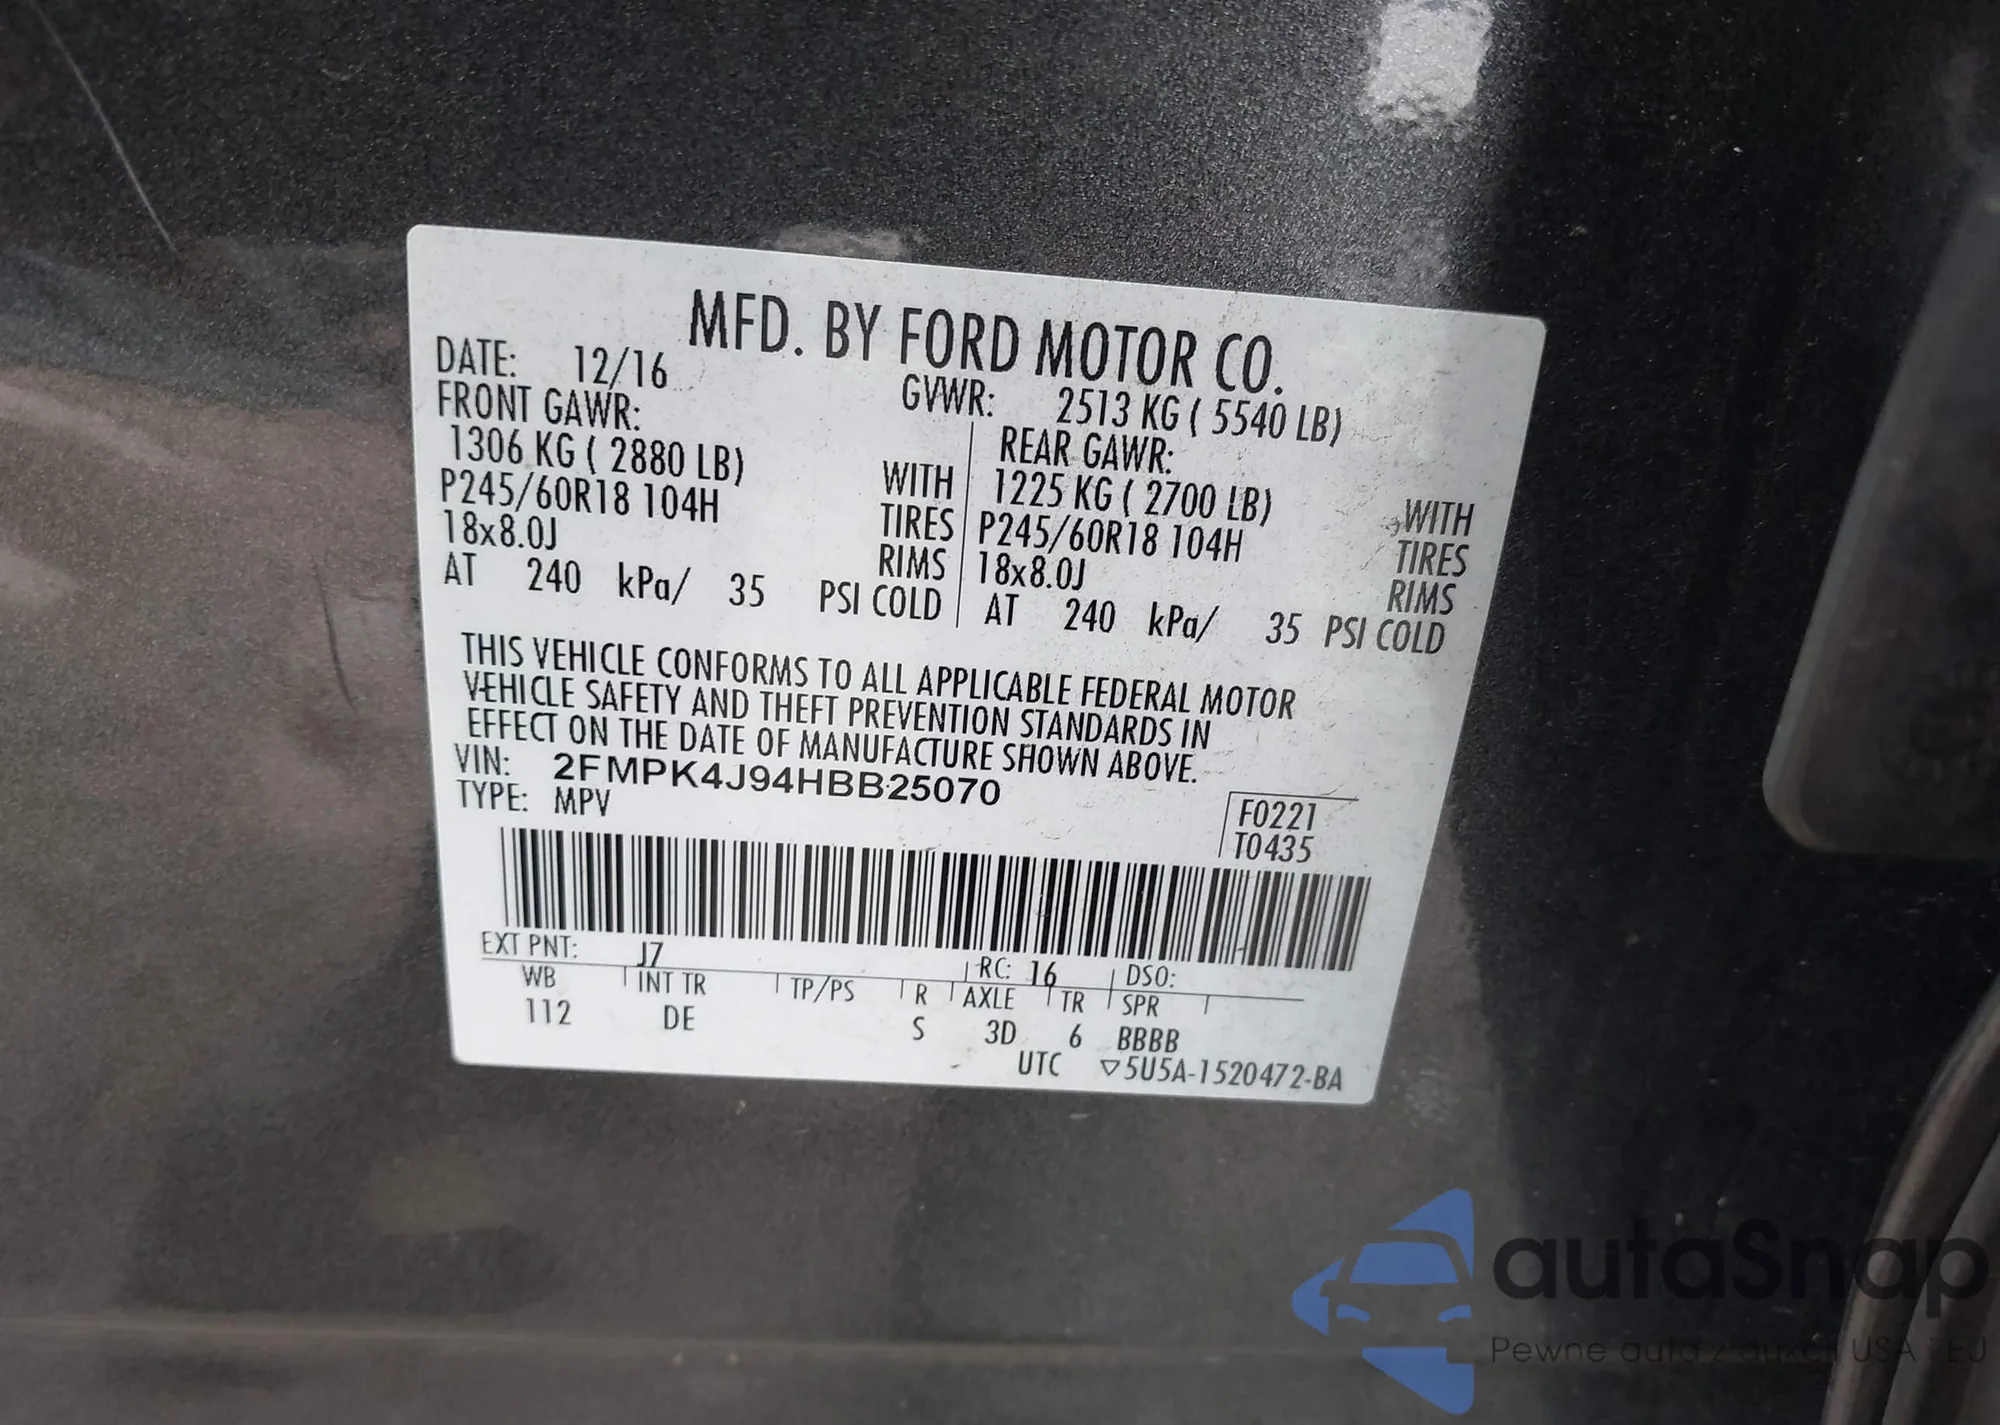 MFD. BY FORD MOTOR CO.
DATE: 12/16
GVWR: 2513 KG ( 5540 LB)
FRONT GAWR:
1306 KG ( 2880 LB) WITH
P245/60R18 104H TIRES
18x8.0J RIMS
AT 240 kPa/ 35 PSI COLD
REAR GAWR:
1225 KG ( 2700 LB) WITH
P245/60R18 104H TIRES
18x8.0J RIMS
AT 240 kPa/ 35 PSI COLD
THIS VEHICLE CONFORMS TO ALL APPLICABLE FEDERAL MOTOR
VEHICLE SAFETY AND THEFT PREVENTION STANDARDS IN
EFFECT ON THE DATE OF MANUFACTURE SHOWN ABOVE.
VIN: 2FMPK4J94HBB25070
TYPE: MPV
F0221
T0435
EXT PNT: J7 RC: 16 DSO:
WB INT TR TP/PS R AXLE TR SPR
112 DE S 3D 6 BBBB
UTC ▽5U5A-1520472-BA
autaSnap
Pewne auta z aukcji USA i EU